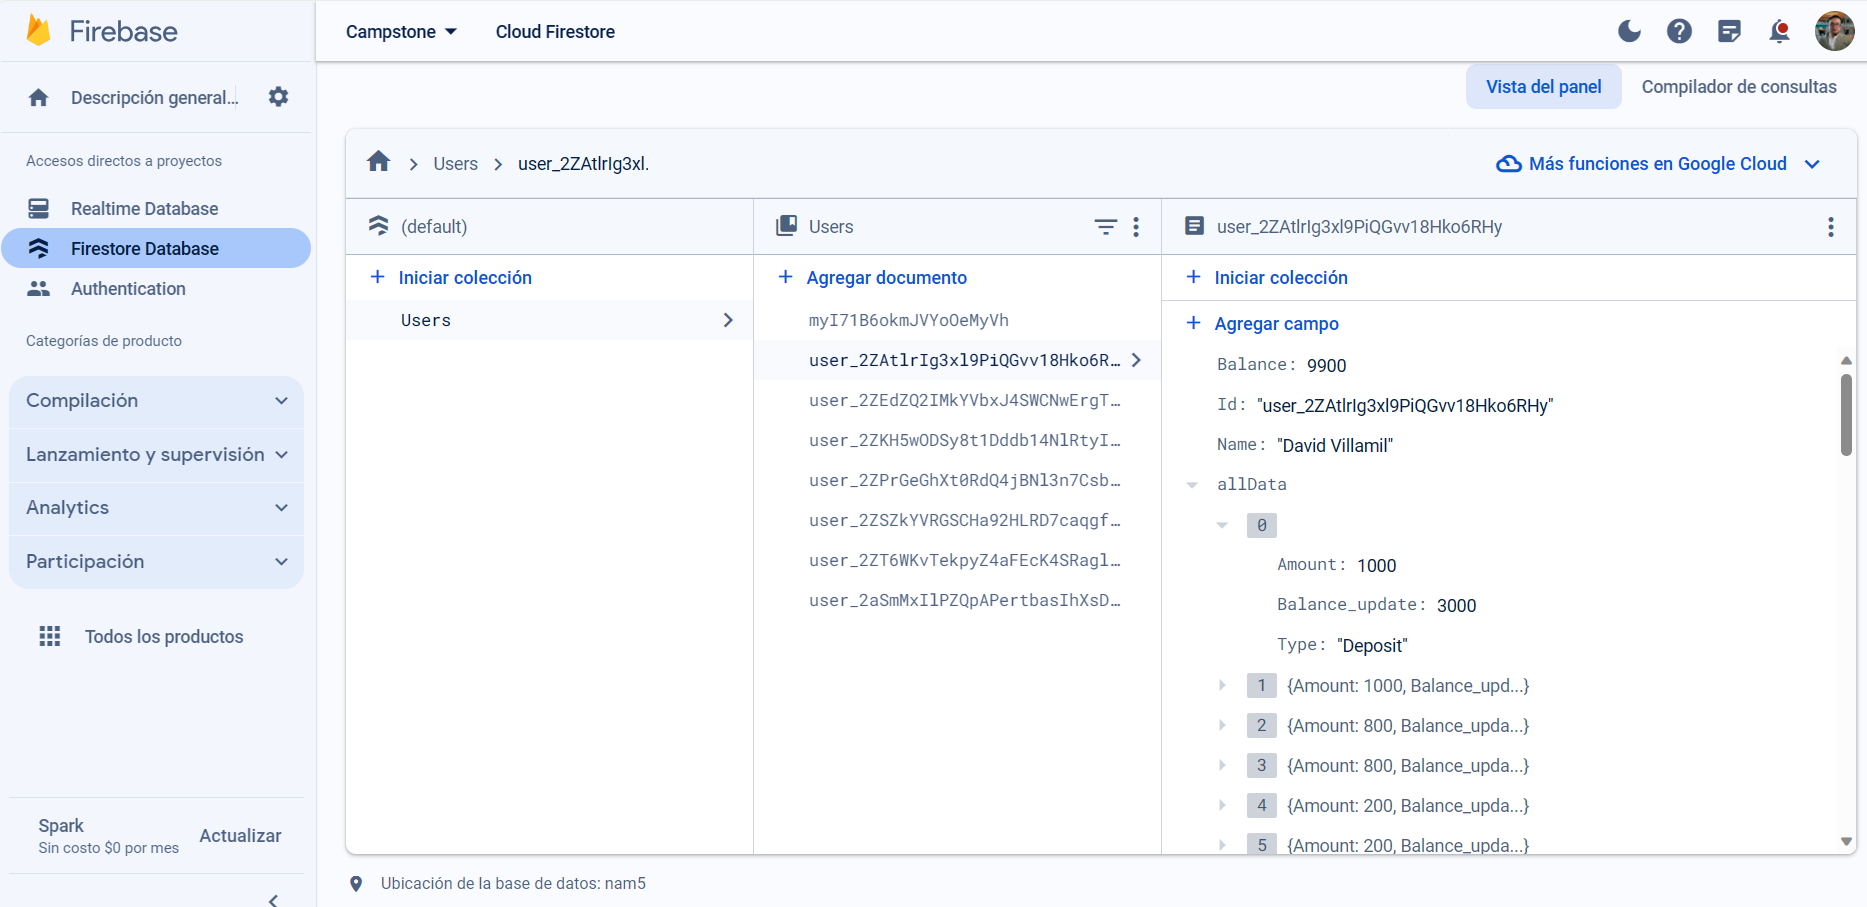 Firebase
Campstone
Cloud Firestore
Descripción general...
Accesos directos a proyectos
Realtime Database
Firestore Database
Authentication
Categorías de producto
Compilación
Lanzamiento y supervisión
Analytics
Participación
Todos los productos
Spark
Sin costo $0 por mes
Actualizar
Vista del panel
Compilador de consultas
Users
user_2ZAtlrIg3xl.
Más funciones en Google Cloud
(default)
Iniciar colección
Users
Users
Agregar documento
myI71B6okmJVYoOeMyVh
user_2ZAtlrIg3xl9PiQGvv18Hko6R…
user_2ZEdZQ2IMkYVbxJ4SWCNwErgT…
user_2ZKH5wODSy8t1Dddb14NlRtyI…
user_2ZPrGeGhXt0RdQ4jBNl3n7Csb…
user_2ZSZkYVRGSCHa92HLRD7caqgf…
user_2ZT6WKvTekpyZ4aFEcK4SRagl…
user_2aSmMxIlPZQpAPertbasIhXsD…
user_2ZAtlrIg3xl9PiQGvv18Hko6RHy
Iniciar colección
Agregar campo
Balance: 9900
Id: "user_2ZAtlrIg3xl9PiQGvv18Hko6RHy"
Name: "David Villamil"
allData
0
Amount: 1000
Balance_update: 3000
Type: "Deposit"
1 {Amount: 1000, Balance_upd...}
2 {Amount: 800, Balance_upda...}
3 {Amount: 800, Balance_upda...}
4 {Amount: 200, Balance_upda...}
5 {Amount: 200, Balance_upda...}
Ubicación de la base de datos: nam5